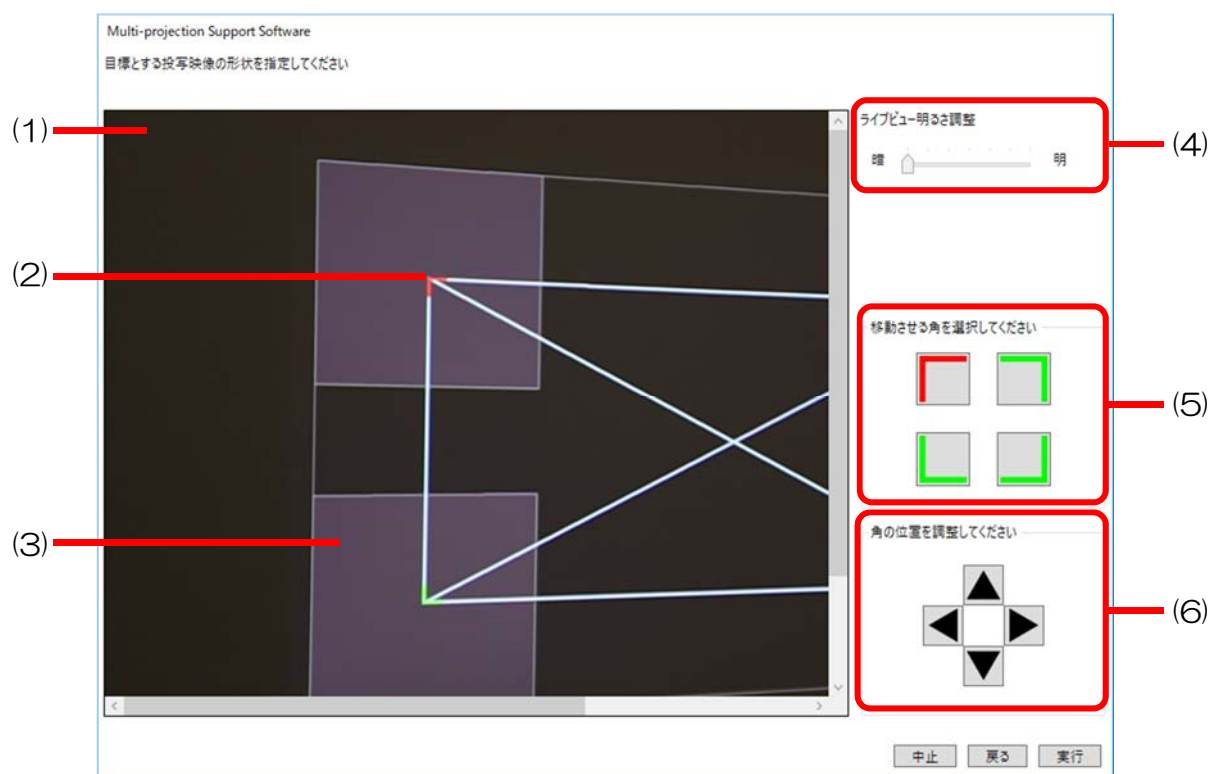 Multi-projection Support Software
目標とする投写映像の形状を指定してください
(1)
(2)
(3)
ライブビュー明るさ調整
暗 明
(4)
移動させる角を選択してください
(5)
角の位置を調整してください
(6)
中止 戻る 実行